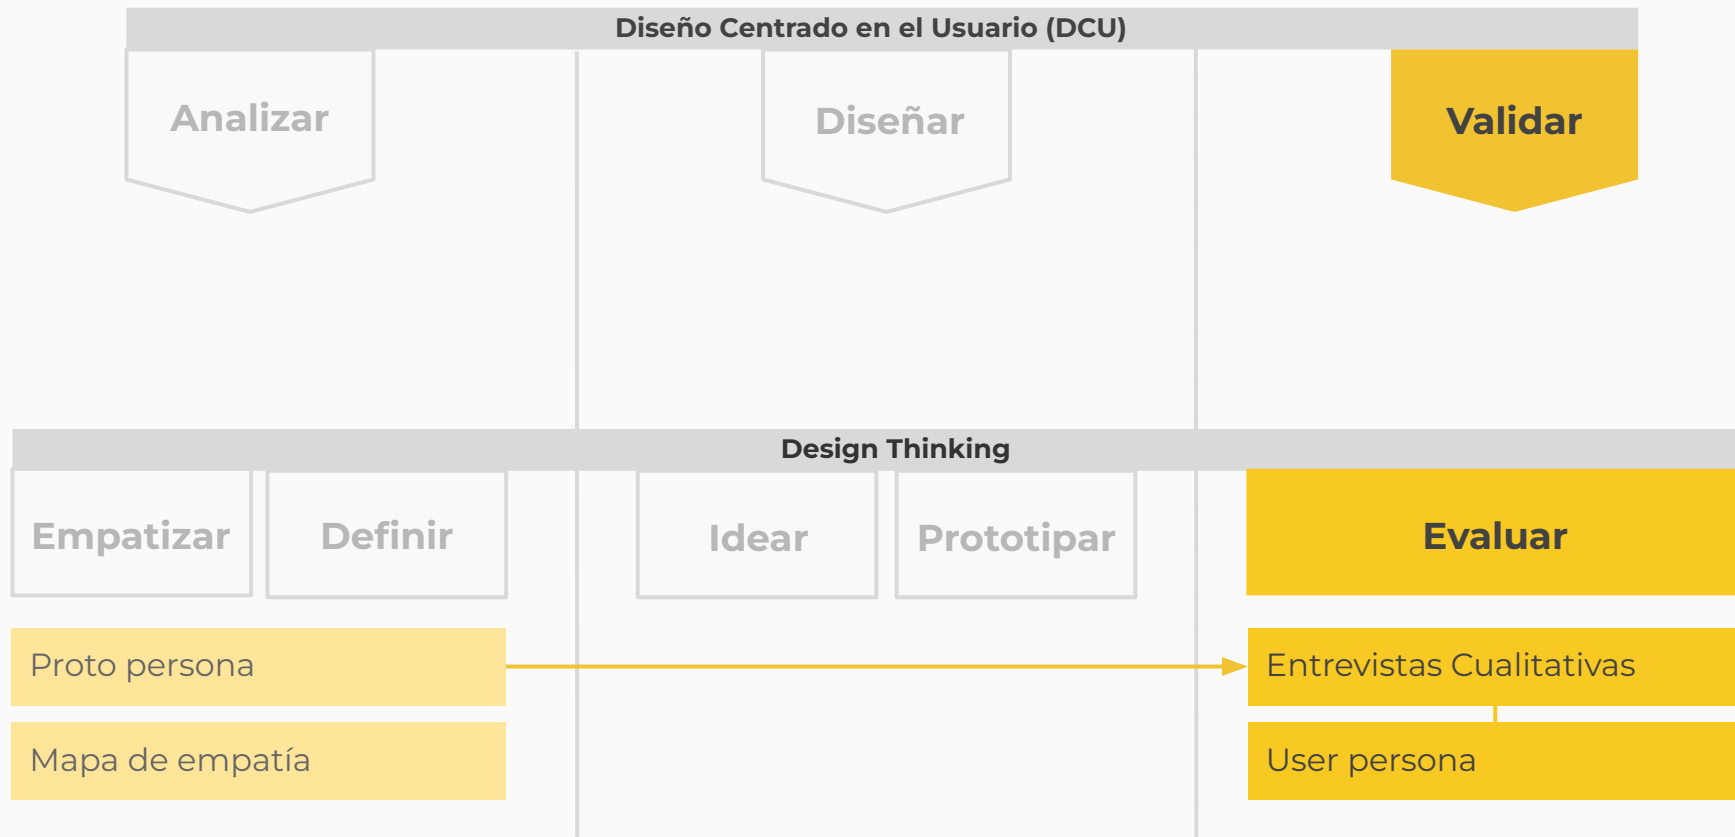 Diseño Centrado en el Usuario (DCU)
Analizar
Diseñar
Validar
Design Thinking
Empatizar
Definir
Idear
Prototipar
Evaluar
Proto persona
Entrevistas Cualitativas
Mapa de empatía
User persona